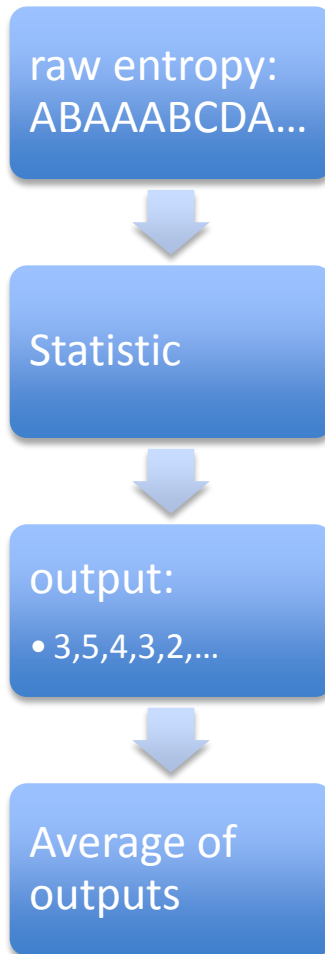 raw entropy:
ABAAABCDA...
Statistic
output:
• 3,5,4,3,2,...
Average of
outputs